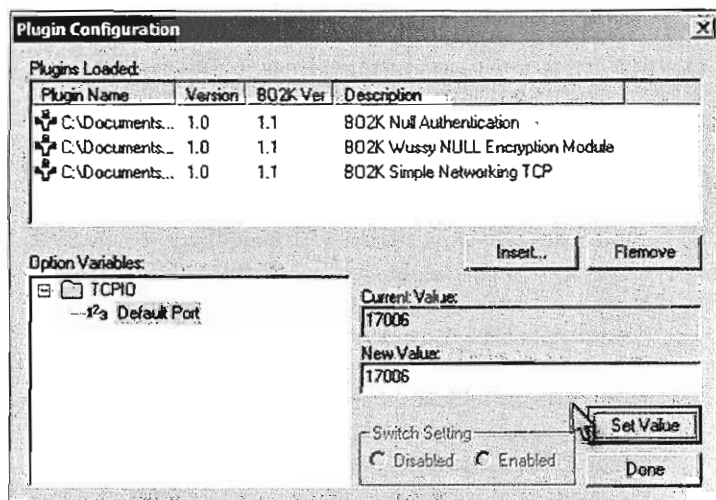 Plugin Configuration
Plugins Loaded:
Plugin Name Version BO2K Ver Description
C:\Documents... 1.0 1.1 BO2K Null Authentication
C:\Documents... 1.0 1.1 BO2K Wussy NULL Encryption Module
C:\Documents... 1.0 1.1 BO2K Simple Networking TCP
Insert... Remove
Option Variables:
TCPIO
Default Port
Current Value:
17006
New Value:
17006
Set Value
Switch Setting
Disabled Enabled
Done